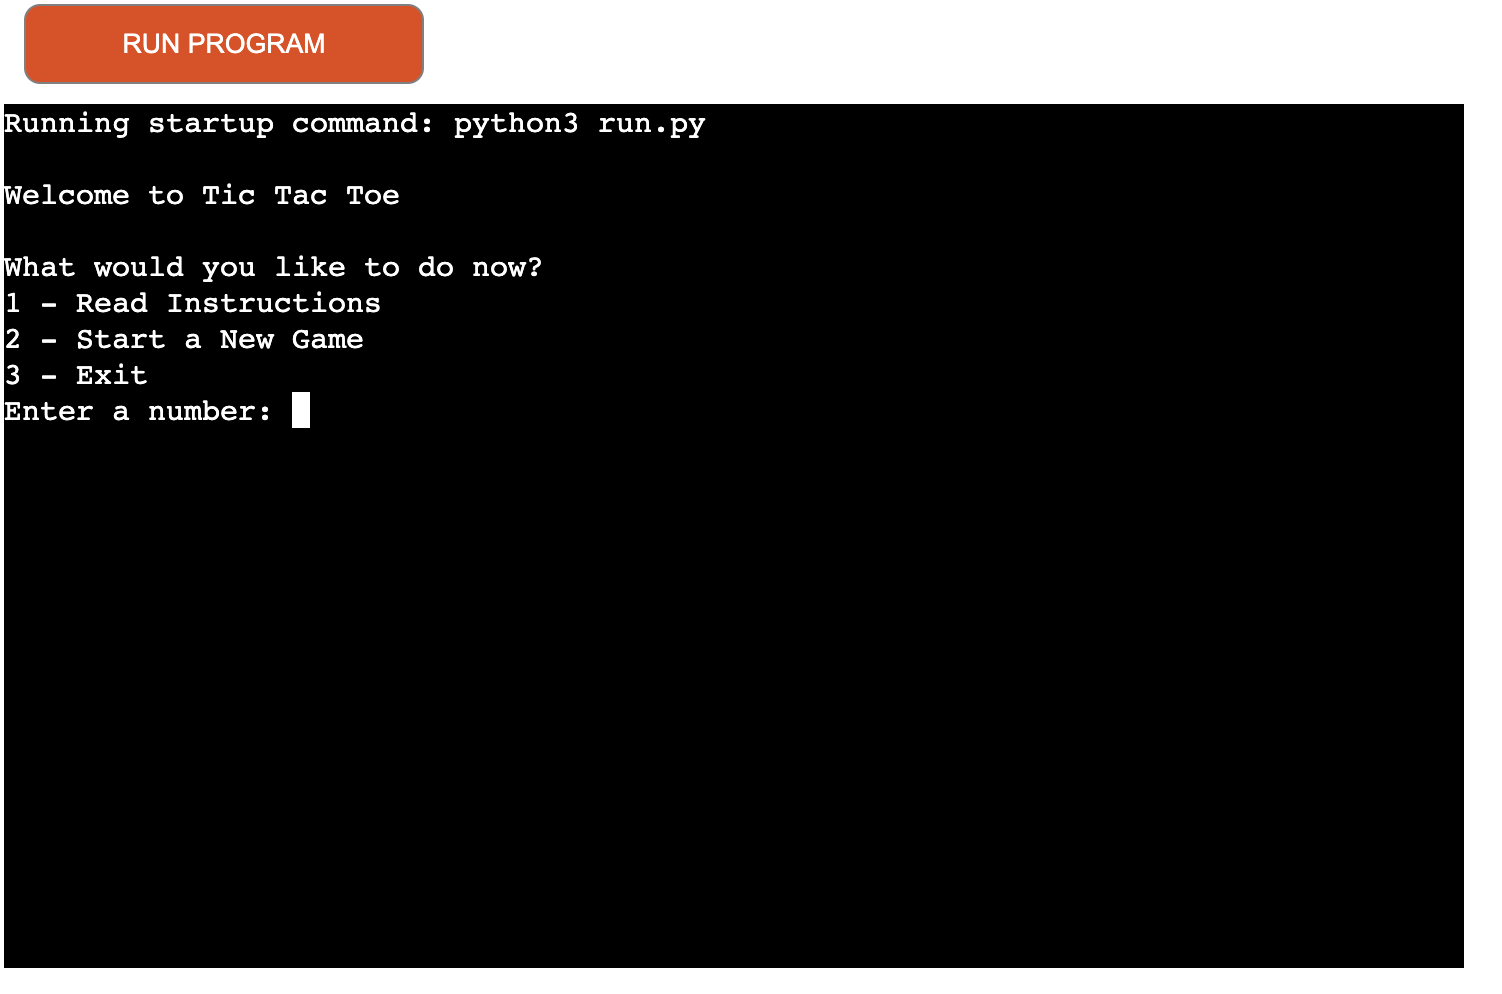 RUN PROGRAM
Running startup command: python3 run.py
Welcome to Tic Tac Toe
What would you like to do now?
1 - Read Instructions
2 - Start a New Game
3 - Exit
Enter a number: